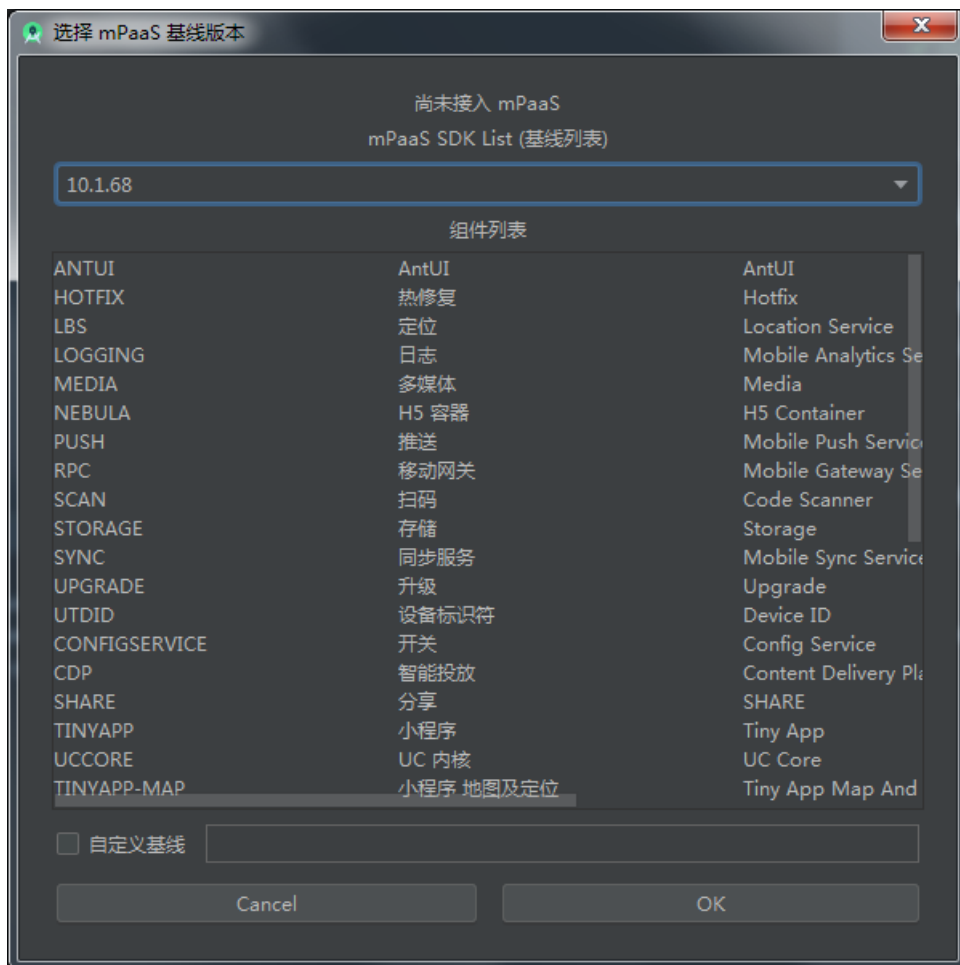 选择 mPaaS 基线版本
尚未接入 mPaaS
mPaaS SDK List (基线列表)
10.1.68
组件列表
ANTUI AntUI AntUI
HOTFIX 热修复 Hotfix
LBS 定位 Location Service
LOGGING 日志 Mobile Analytics Se
MEDIA 多媒体 Media
NEBULA H5 容器 H5 Container
PUSH 推送 Mobile Push Servic
RPC 移动网关 Mobile Gateway Se
SCAN 扫码 Code Scanner
STORAGE 存储 Storage
SYNC 同步服务 Mobile Sync Service
UPGRADE 升级 Upgrade
UTDID 设备标识符 Device ID
CONFIGSERVICE 开关 Config Service
CDP 智能投放 Content Delivery Pla
SHARE 分享 SHARE
TINYAPP 小程序 Tiny App
UCCORE UC 内核 UC Core
TINYAPP-MAP 小程序 地图及定位 Tiny App Map And
自定义基线
Cancel OK